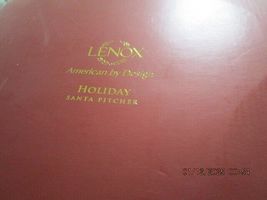 LENOX
American by Design
HOLIDAY
SANTA PITCHER